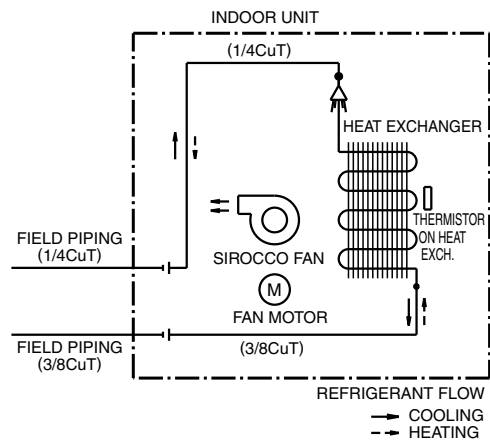 INDOOR UNIT
(1/4CuT)
HEAT EXCHANGER
THERMISTOR
ON HEAT
EXCH.
FIELD PIPING
(1/4CuT)
SIROCCO FAN
M
FAN MOTOR
FIELD PIPING
(3/8CuT)
(3/8CuT)
REFRIGERANT FLOW
COOLING
HEATING